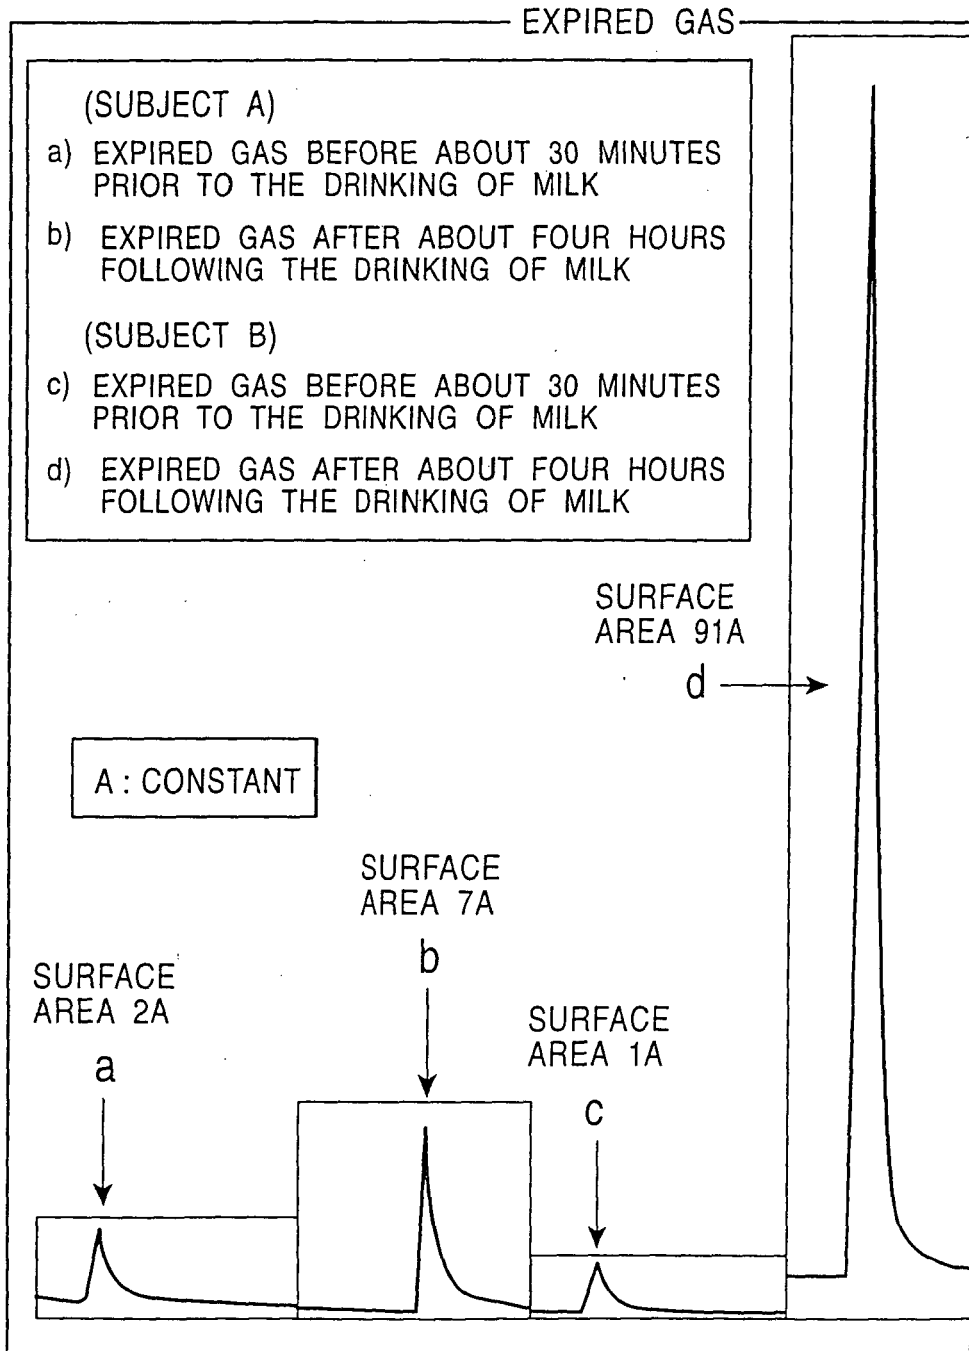 EXPIRED GAS
(SUBJECT A)
a) EXPIRED GAS BEFORE ABOUT 30 MINUTES
PRIOR TO THE DRINKING OF MILK
b) EXPIRED GAS AFTER ABOUT FOUR HOURS
FOLLOWING THE DRINKING OF MILK
(SUBJECT B)
c) EXPIRED GAS BEFORE ABOUT 30 MINUTES
PRIOR TO THE DRINKING OF MILK
d) EXPIRED GAS AFTER ABOUT FOUR HOURS
FOLLOWING THE DRINKING OF MILK
SURFACE
AREA 91A
d
A : CONSTANT
SURFACE
AREA 7A
b
SURFACE
AREA 2A
a
SURFACE
AREA 1A
c